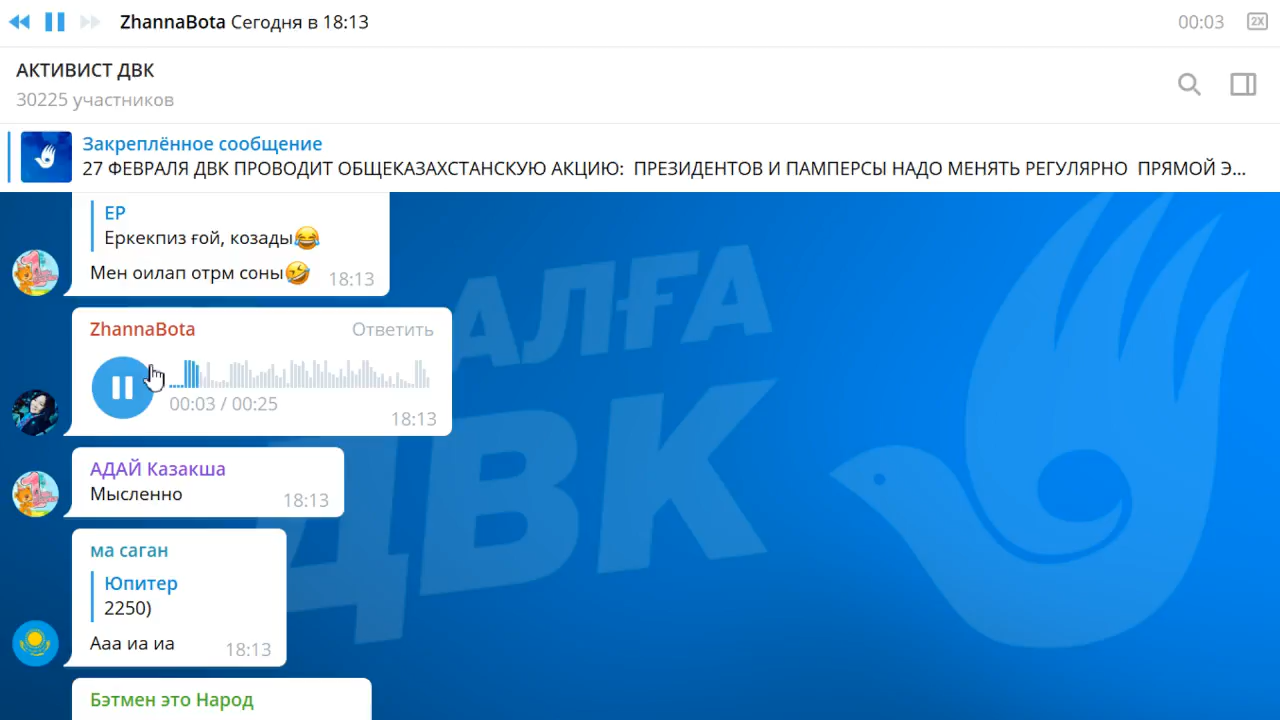 ZhannaBota Сегодня в 18:13
00:03
2X
АКТИВИСТ ДВК
30225 участников
Закреплённое сообщение
27 ФЕВРАЛЯ ДВК ПРОВОДИТ ОБЩЕКАЗАХСТАНСКУЮ АКЦИЮ: ПРЕЗИДЕНТОВ И ПАМПЕРСЫ НАДО МЕНЯТЬ РЕГУЛЯРНО ПРЯМОЙ Э...
ЕР
Еркекпиз ғой, козады😂
Мен оилап отрм соны🤣
18:13
ZhannaBota
Ответить
00:03 / 00:25
18:13
АДАЙ Казакша
Мысленно
18:13
ма саган
Юпитер
2250)
Ааа иа иа
18:13
Бэтмен это Народ
АЛҒА
ДВК